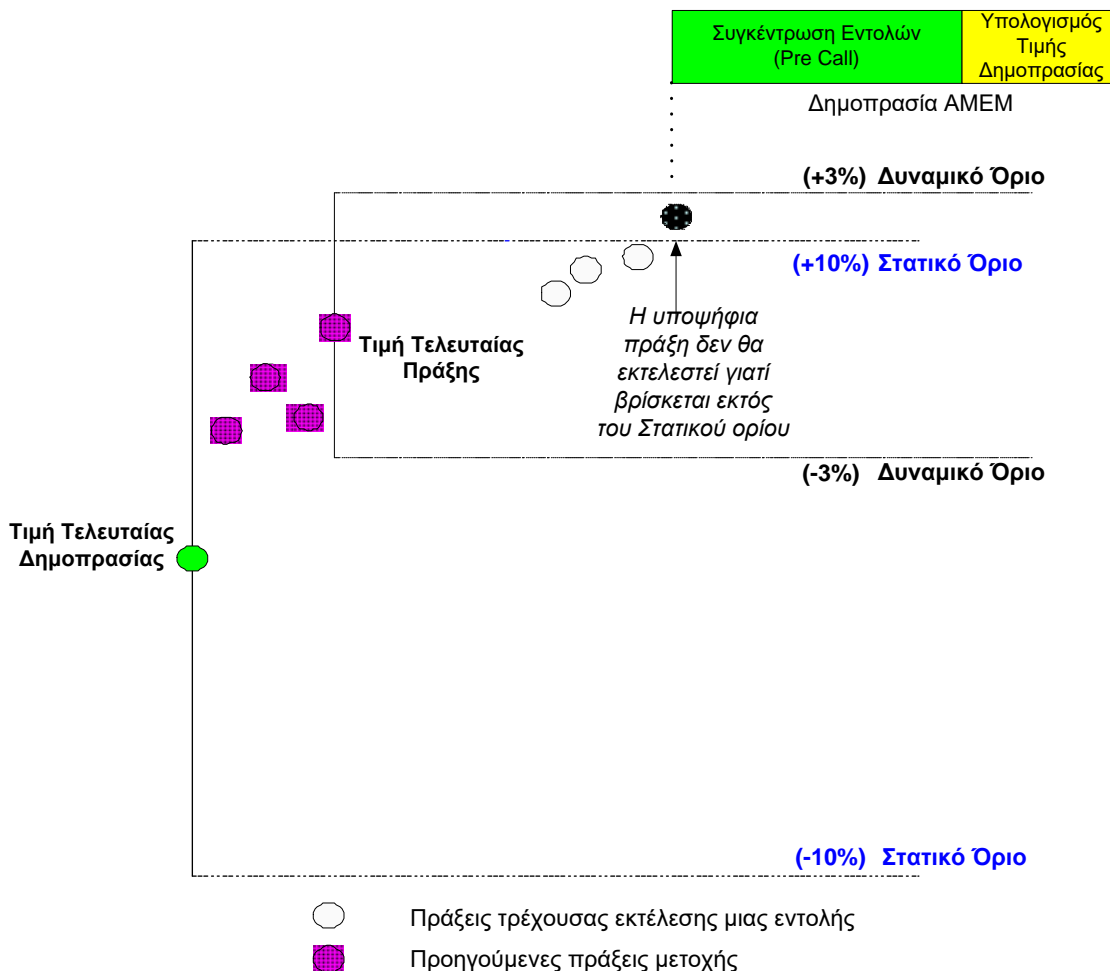 Συγκέντρωση Εντολών
(Pre Call)
Υπολογισμός
Τιμής
Δημοπρασίας
Δημοπρασία ΑΜΕΜ
(+3%) Δυναμικό Όριο
(+10%) Στατικό Όριο
Η υποψήφια
πράξη δεν θα
εκτελεστεί γιατί
βρίσκεται εκτός
του Στατικού ορίου
Τιμή Τελευταίας
Πράξης
(-3%) Δυναμικό Όριο
Τιμή Τελευταίας
Δημοπρασίας
(-10%) Στατικό Όριο
Πράξεις τρέχουσας εκτέλεσης μιας εντολής
Προηγούμενες πράξεις μετοχής